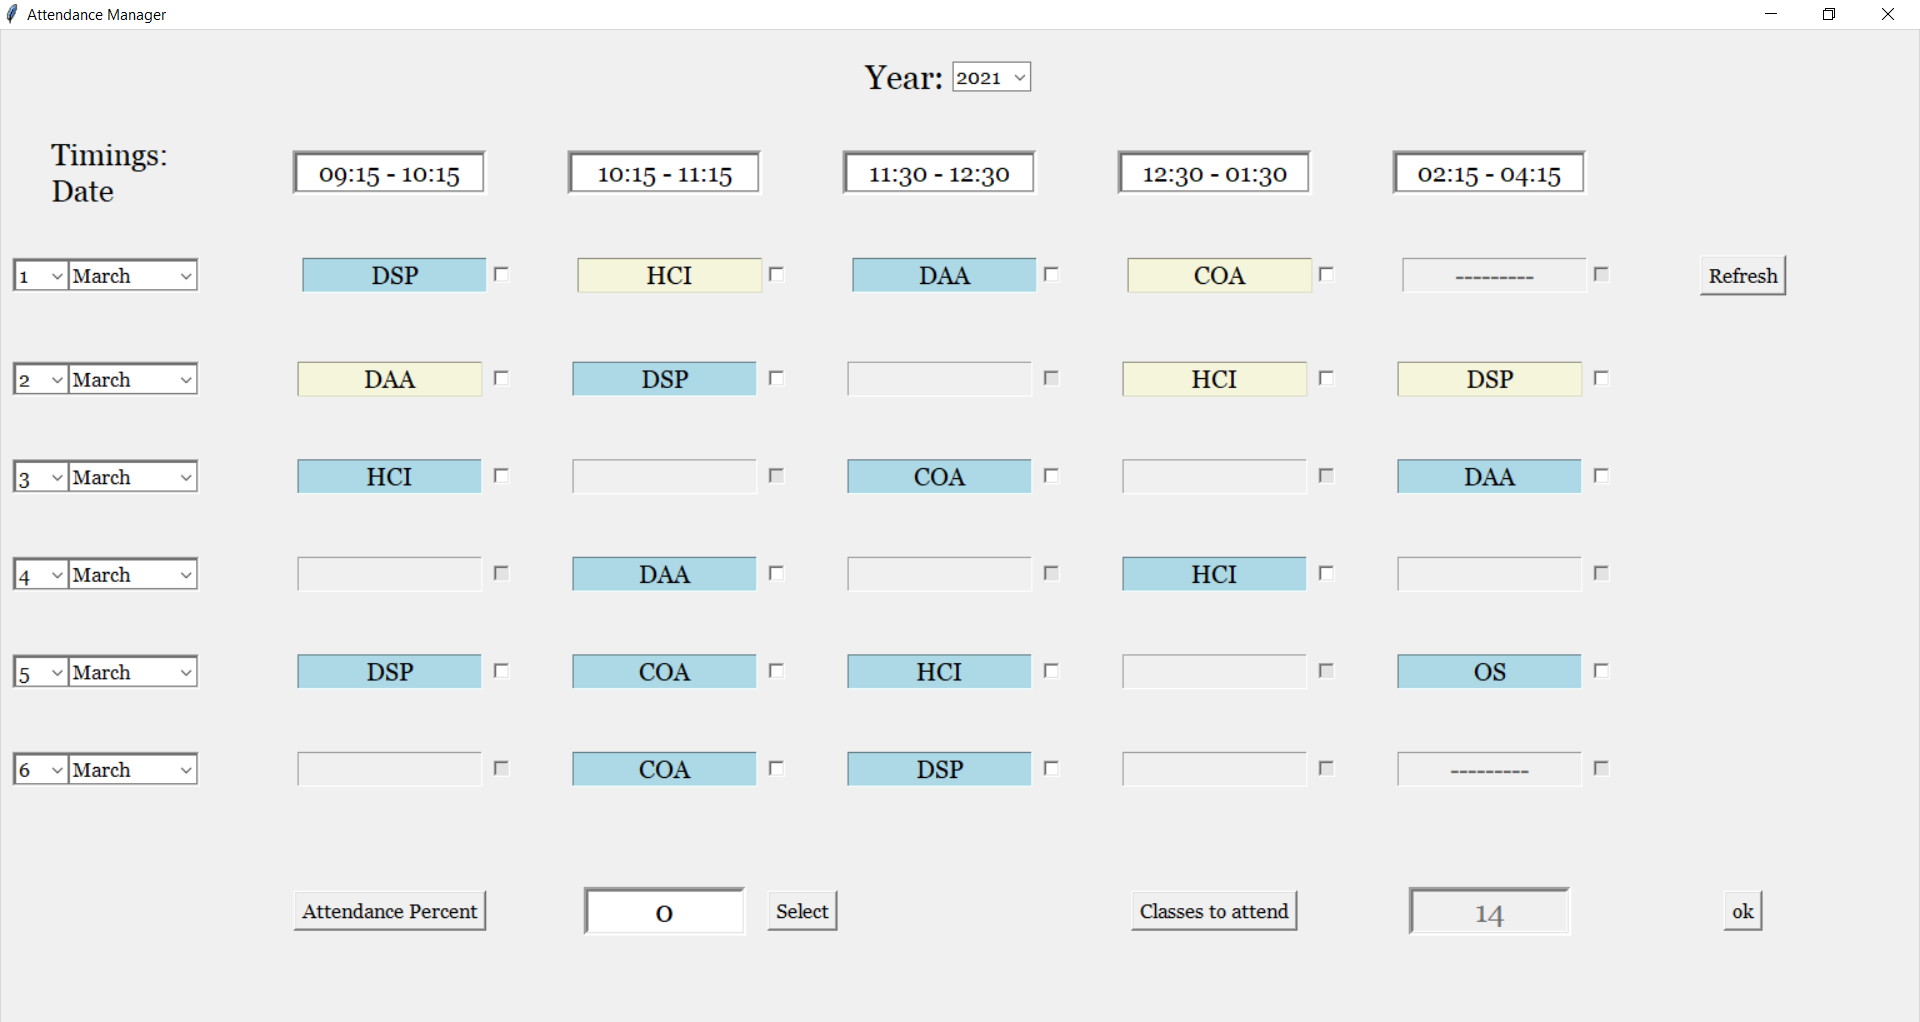 Attendance Manager
Year: 2021
Timings:
Date
09:15 - 10:15 10:15 - 11:15 11:30 - 12:30 12:30 - 01:30 02:15 - 04:15
1 March DSP HCI DAA COA --------- Refresh
2 March DAA DSP HCI DSP
3 March HCI COA DAA
4 March DAA HCI
5 March DSP COA HCI OS
6 March COA DSP ---------
Attendance Percent 0 Select Classes to attend 14 ok